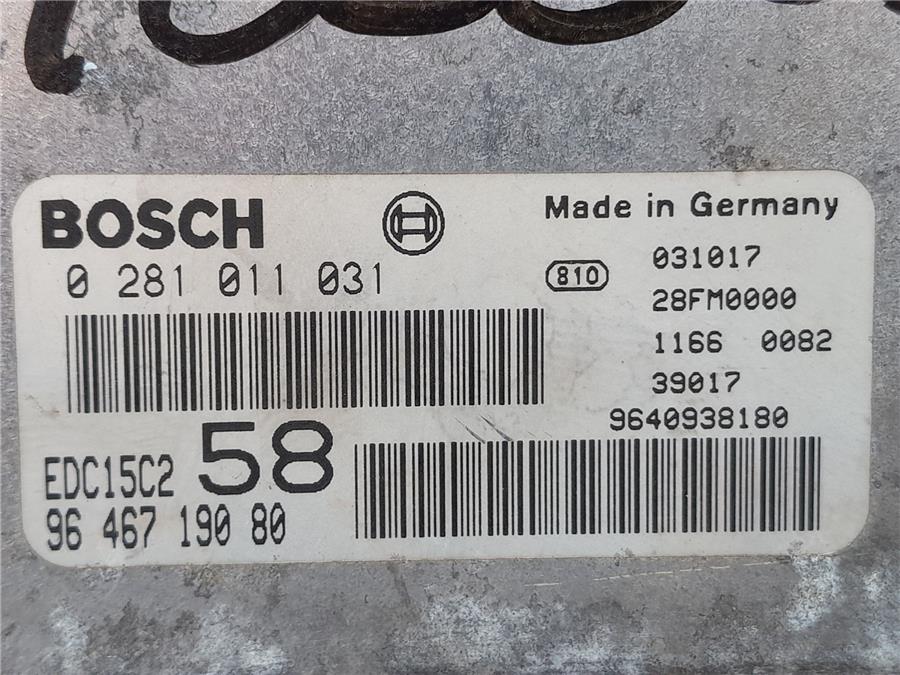 BOSCH
Made in Germany
0 281 011 031
810
031017
28FM0000
1166 0082
39017
9640938180
EDC15C2
58
96 467 190 80